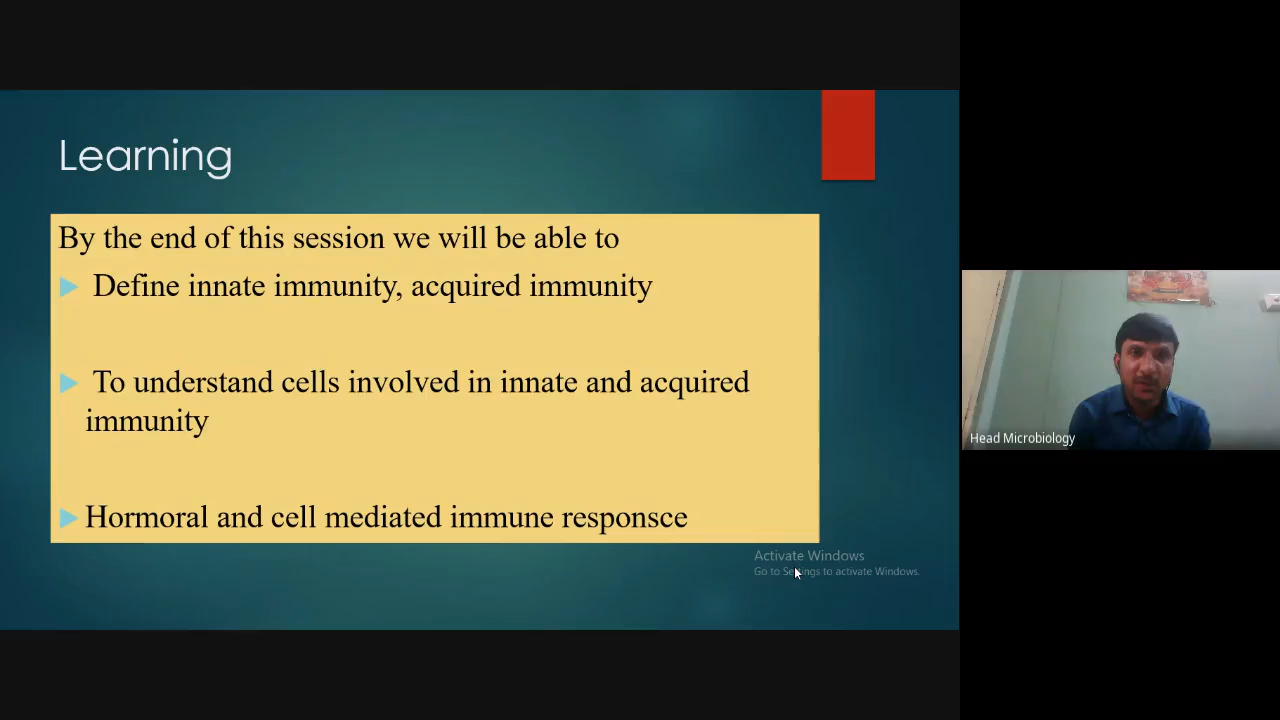 Learning
By the end of this session we will be able to
Define innate immunity, acquired immunity
To understand cells involved in innate and acquired
immunity
Hormoral and cell mediated immune responsce
Activate Windows
Go to Settings to activate Windows.
Head Microbiology